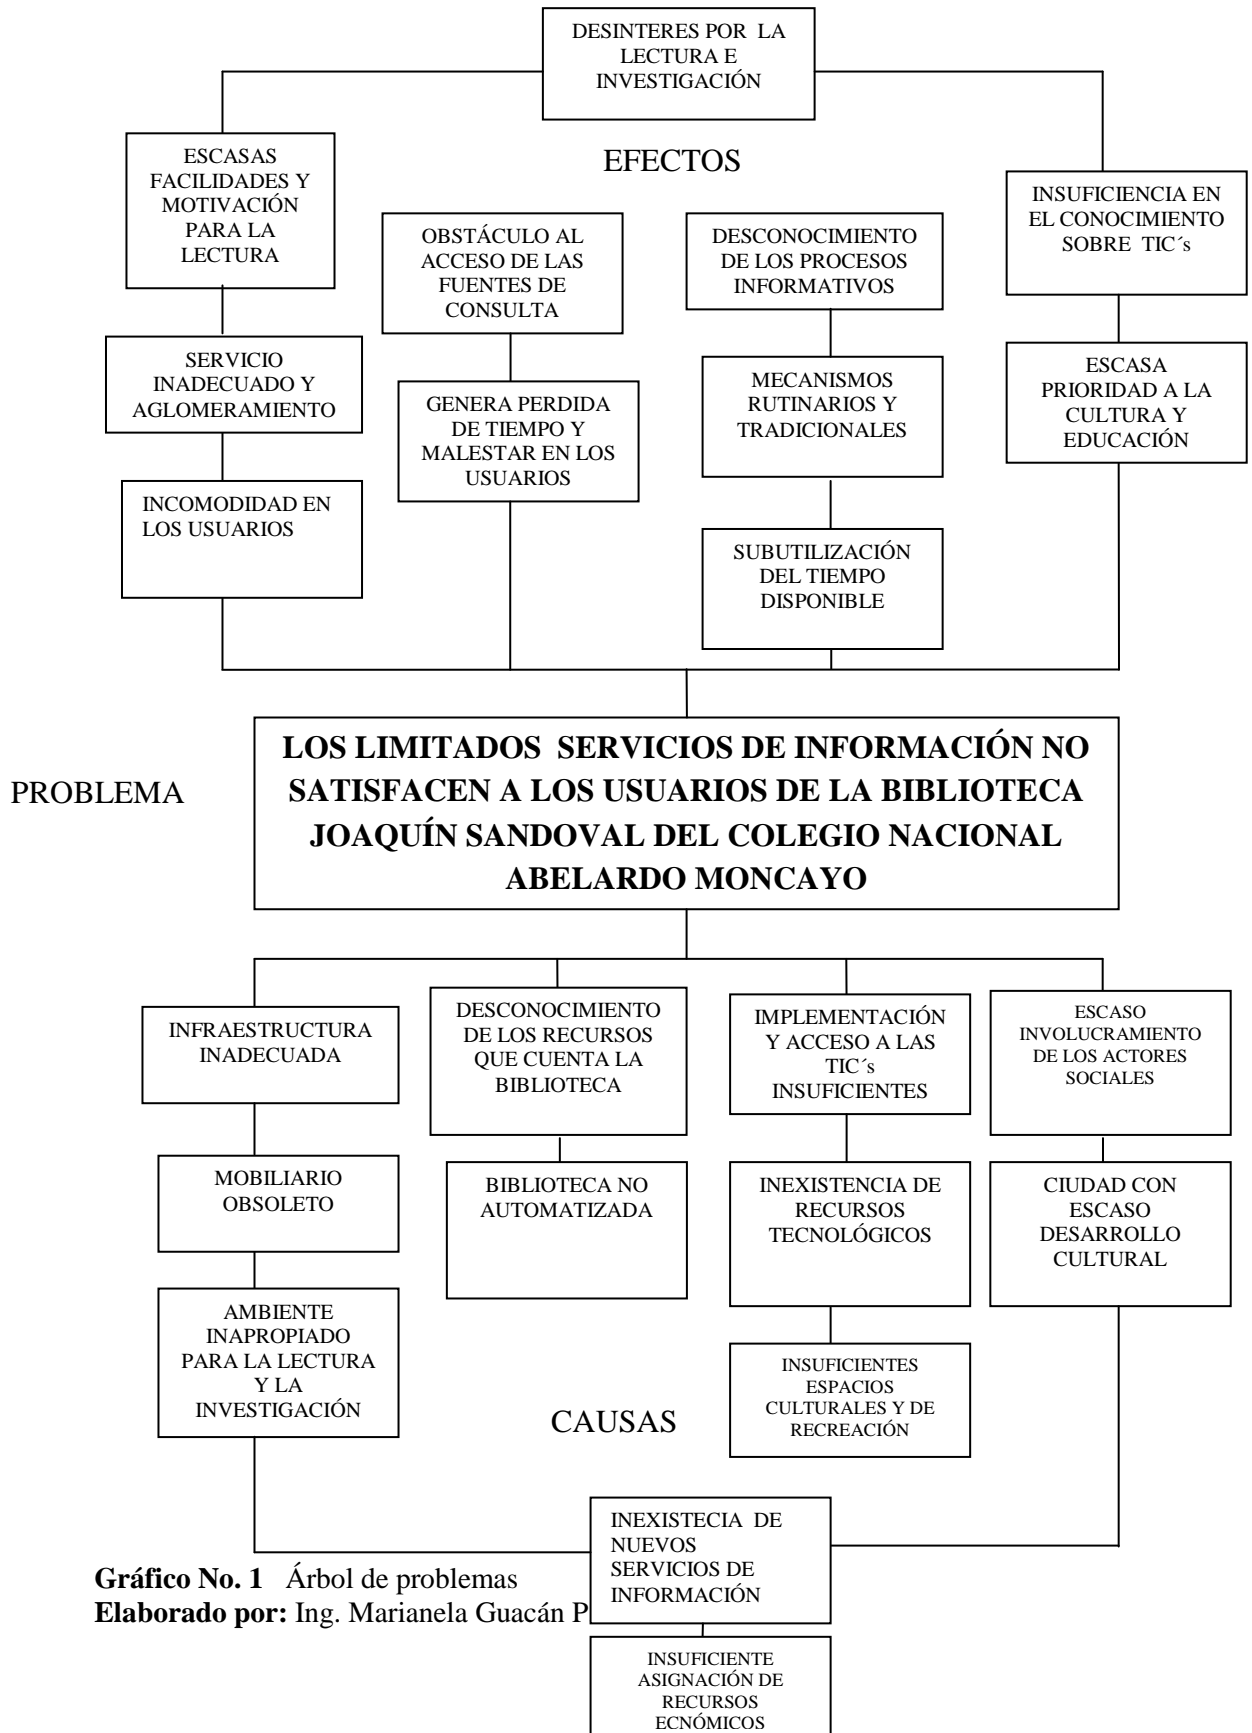 DESINTERES POR LA
LECTURA E
INVESTIGACIÓN
EFECTOS
ESCASAS
FACILIDADES Y
MOTIVACIÓN
PARA LA
LECTURA
OBSTÁCULO AL
ACCESO DE LAS
FUENTES DE
CONSULTA
DESCONOCIMIENTO
DE LOS PROCESOS
INFORMATIVOS
INSUFICIENCIA EN
EL CONOCIMIENTO
SOBRE TIC´s
SERVICIO
INADECUADO Y
AGLOMERAMIENTO
GENERA PERDIDA
DE TIEMPO Y
MALESTAR EN LOS
USUARIOS
MECANISMOS
RUTINARIOS Y
TRADICIONALES
ESCASA
PRIORIDAD A LA
CULTURA Y
EDUCACIÓN
INCOMODIDAD EN
LOS USUARIOS
SUBUTILIZACIÓN
DEL TIEMPO
DISPONIBLE
PROBLEMA
LOS LIMITADOS SERVICIOS DE INFORMACIÓN NO
SATISFACEN A LOS USUARIOS DE LA BIBLIOTECA
JOAQUÍN SANDOVAL DEL COLEGIO NACIONAL
ABELARDO MONCAYO
INFRAESTRUCTURA
INADECUADA
DESCONOCIMIENTO
DE LOS RECURSOS
QUE CUENTA LA
BIBLIOTECA
IMPLEMENTACIÓN
Y ACCESO A LAS
TIC´s
INSUFICIENTES
ESCASO
INVOLUCRAMIENTO
DE LOS ACTORES
SOCIALES
MOBILIARIO
OBSOLETO
BIBLIOTECA NO
AUTOMATIZADA
INEXISTENCIA DE
RECURSOS
TECNOLÓGICOS
CIUDAD CON
ESCASO
DESARROLLO
CULTURAL
AMBIENTE
INAPROPIADO
PARA LA LECTURA
Y LA
INVESTIGACIÓN
INSUFICIENTES
ESPACIOS
CULTURALES Y DE
RECREACIÓN
CAUSAS
INEXISTECIA DE
NUEVOS
SERVICIOS DE
INFORMACIÓN
Gráfico No. 1 Árbol de problemas
Elaborado por: Ing. Marianela Guacán P
INSUFICIENTE
ASIGNACIÓN DE
RECURSOS
ECNÓMICOS